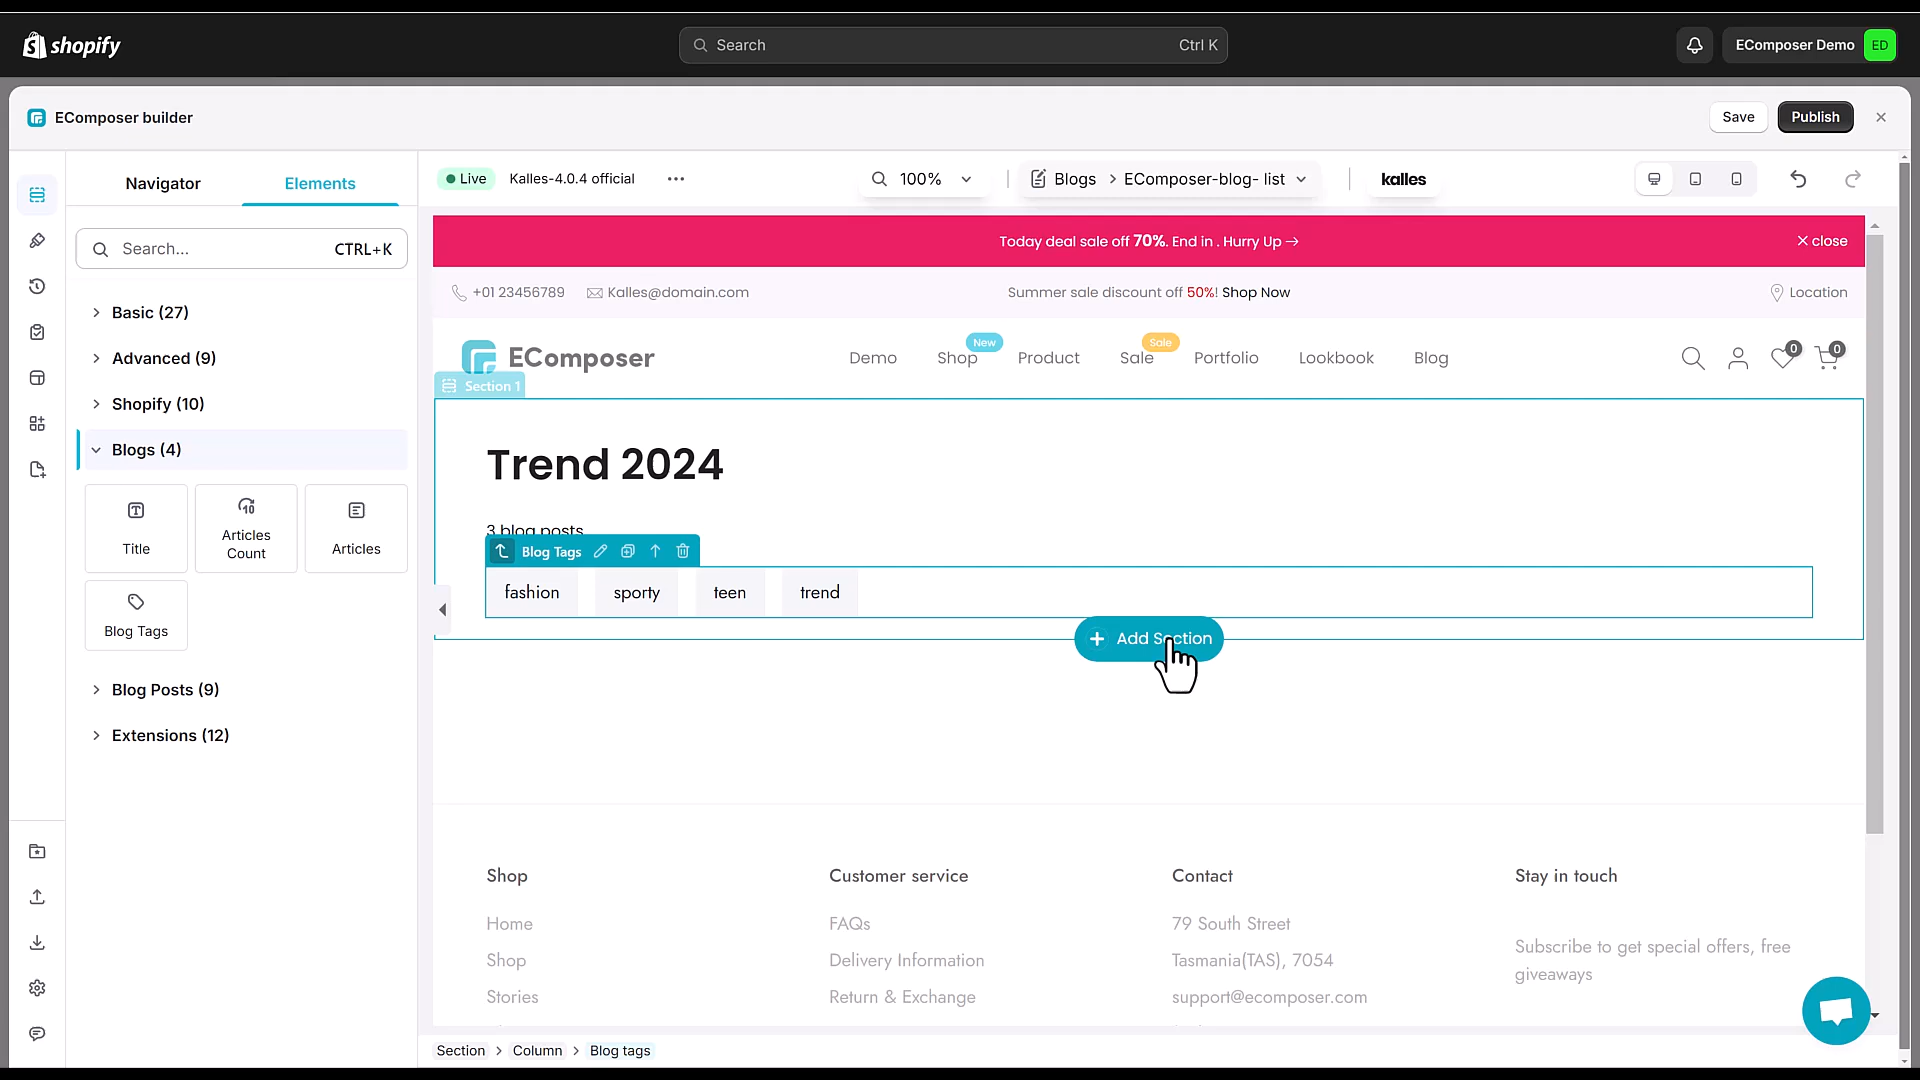 shopify
Search
Ctrl K
EComposer Demo
ED
EComposer builder
Save
Publish
Navigator
Elements
Live
Kalles-4.0.4 official
100%
Blogs > EComposer-blog- list
kalles
Search...
CTRL+K
Basic (27)
Advanced (9)
Shopify (10)
Blogs (4)
Title
Articles
Count
Articles
Blog Tags
Blog Posts (9)
Extensions (12)
Today deal sale off 70%. End in . Hurry Up →
close
+01 23456789
Kalles@domain.com
Summer sale discount off 50%! Shop Now
Location
EComposer
Demo
Shop
New
Product
Sale
Sale
Portfolio
Lookbook
Blog
0
0
Section 1
Trend 2024
3 blog posts
Blog Tags
fashion
sporty
teen
trend
Add Section
Shop
Home
Shop
Stories
Customer service
FAQs
Delivery Information
Return & Exchange
Contact
79 South Street
Tasmania(TAS), 7054
support@ecomposer.com
Stay in touch
Subscribe to get special offers, free
giveaways
Section > Column > Blog tags